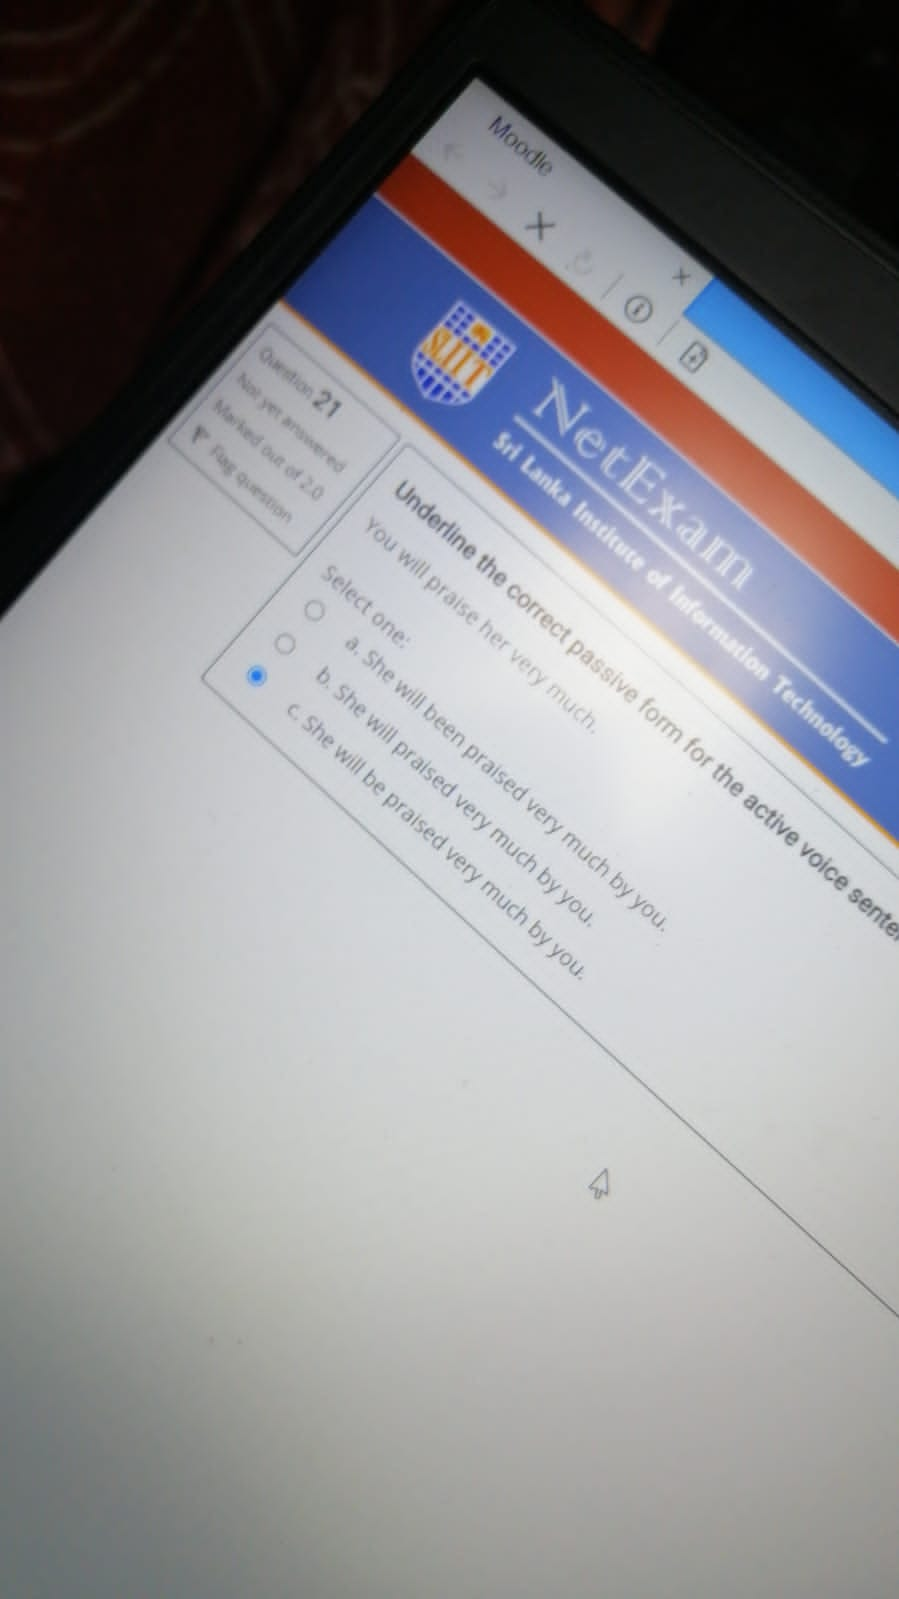 Moodle
SLIIT
NetExam
Sri Lanka Institute of Information Technology
Question 21
Not yet answered
Marked out of 2.0
Flag question
Underline the correct passive form for the active voice
You will praise her very much.
Select one:
a. She will been praised very much by you.
b. She will praised very much by you.
c. She will be praised very much by you.